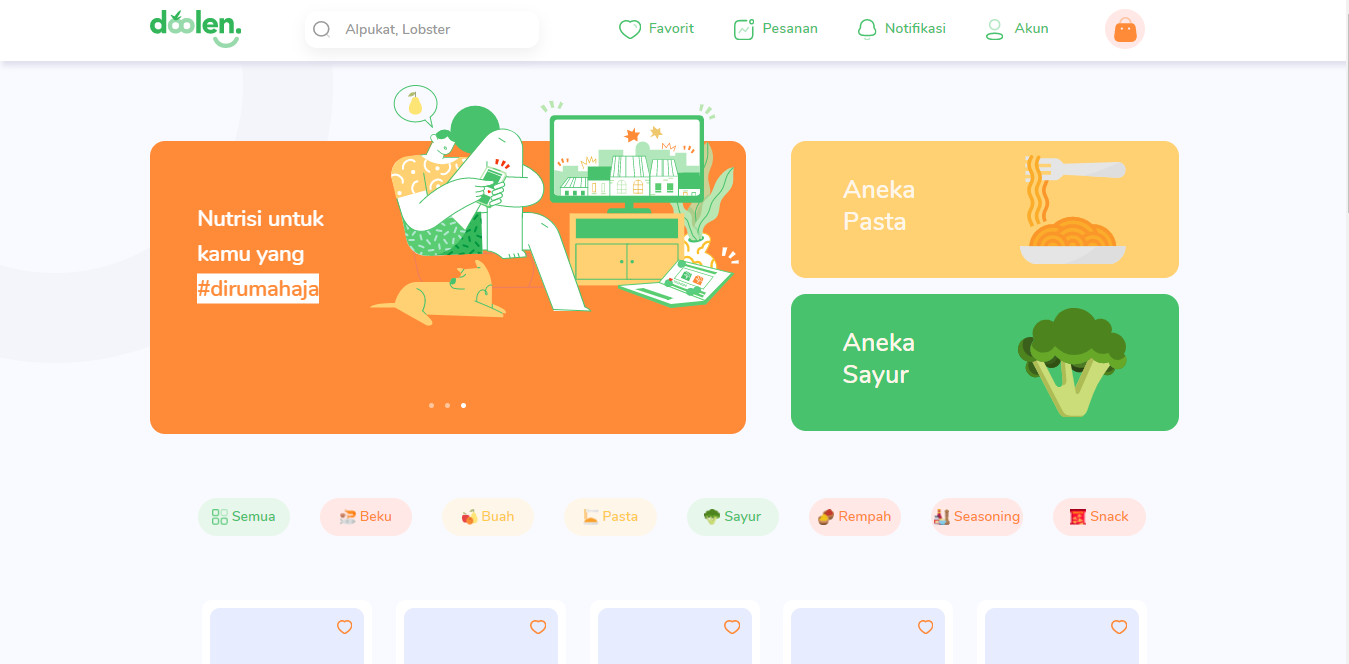 doolen.
Alpukat, Lobster
Favorit
Pesanan
Notifikasi
Akun
Nutrisi untuk
kamu yang
#dirumahaja
Aneka
Pasta
Aneka
Sayur
Semua
Beku
Buah
Pasta
Sayur
Rempah
Seasoning
Snack